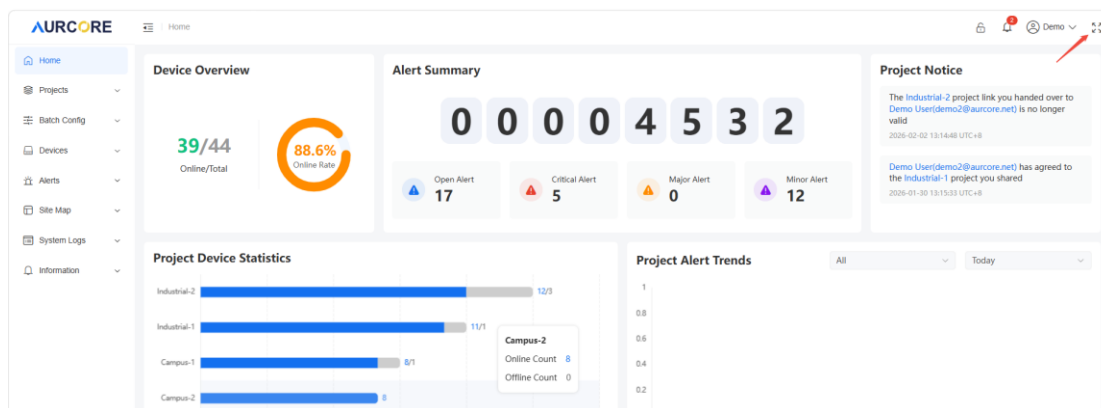 AURCORE
Home
2
Demo
Home
Projects
Batch Config
Devices
Alerts
Site Map
System Logs
Information
Device Overview
39/44
Online/Total
88.6%
Online Rate
Alert Summary
0 0 0 0 4 5 3 2
Open Alert
17
Critical Alert
5
Major Alert
0
Minor Alert
12
Project Notice
The Industrial-2 project link you handed over to
Demo User(demo2@aurcore.net) is no longer
valid
2026-02-02 13:14:48 UTC+8
Demo User(demo2@aurcore.net) has agreed to
the Industrial-1 project you shared
2026-01-30 13:15:33 UTC+8
Project Device Statistics
Industrial-2
12/3
Industrial-1
11/1
Campus-1
8/1
Campus-2
8
Campus-2
Online Count 8
Offline Count 0
Project Alert Trends
All
Today
1
0.8
0.6
0.4
0.2